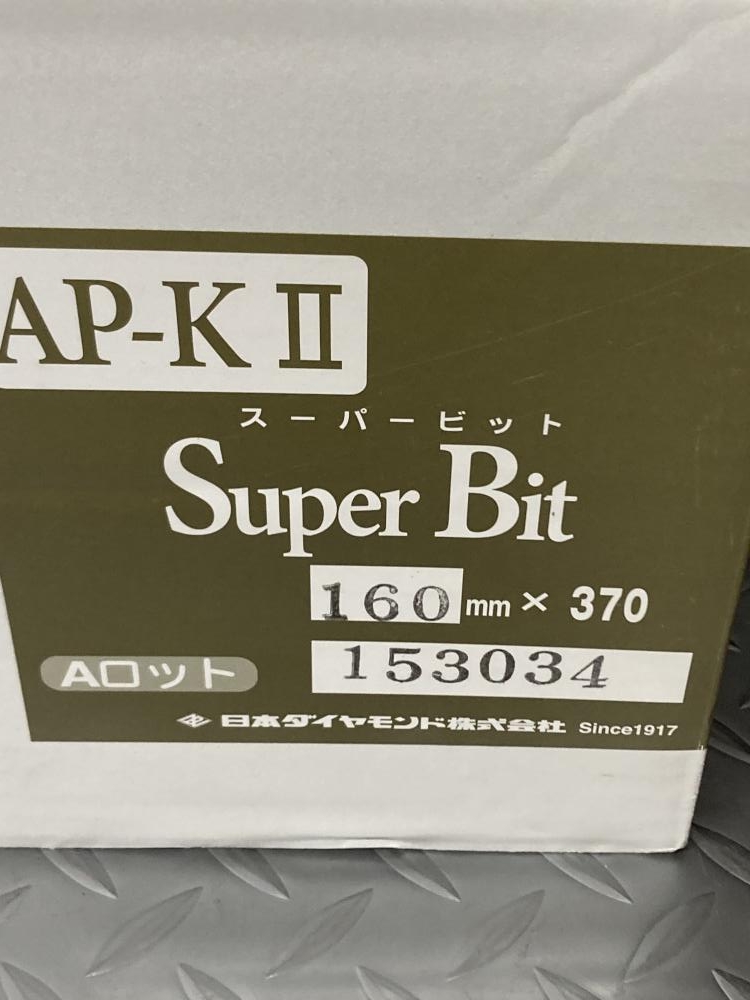 AP-K II
スーパービット
Super Bit
160 mm × 370
Aロット 153034
日本ダイヤモンド株式会社 Since1917